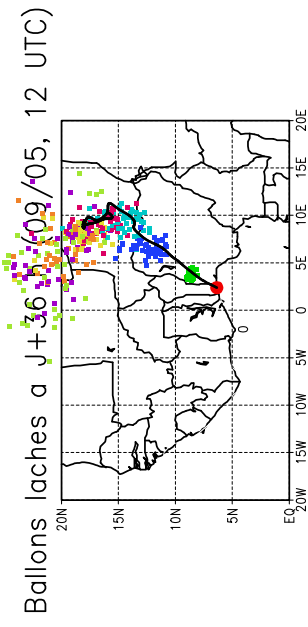 Ballons laches a J+36 h (09/05, 12 UTC)
20N
15N
10N
5N
EQ
20W
15W
10W
5W
0
5E
10E
15E
20E
0